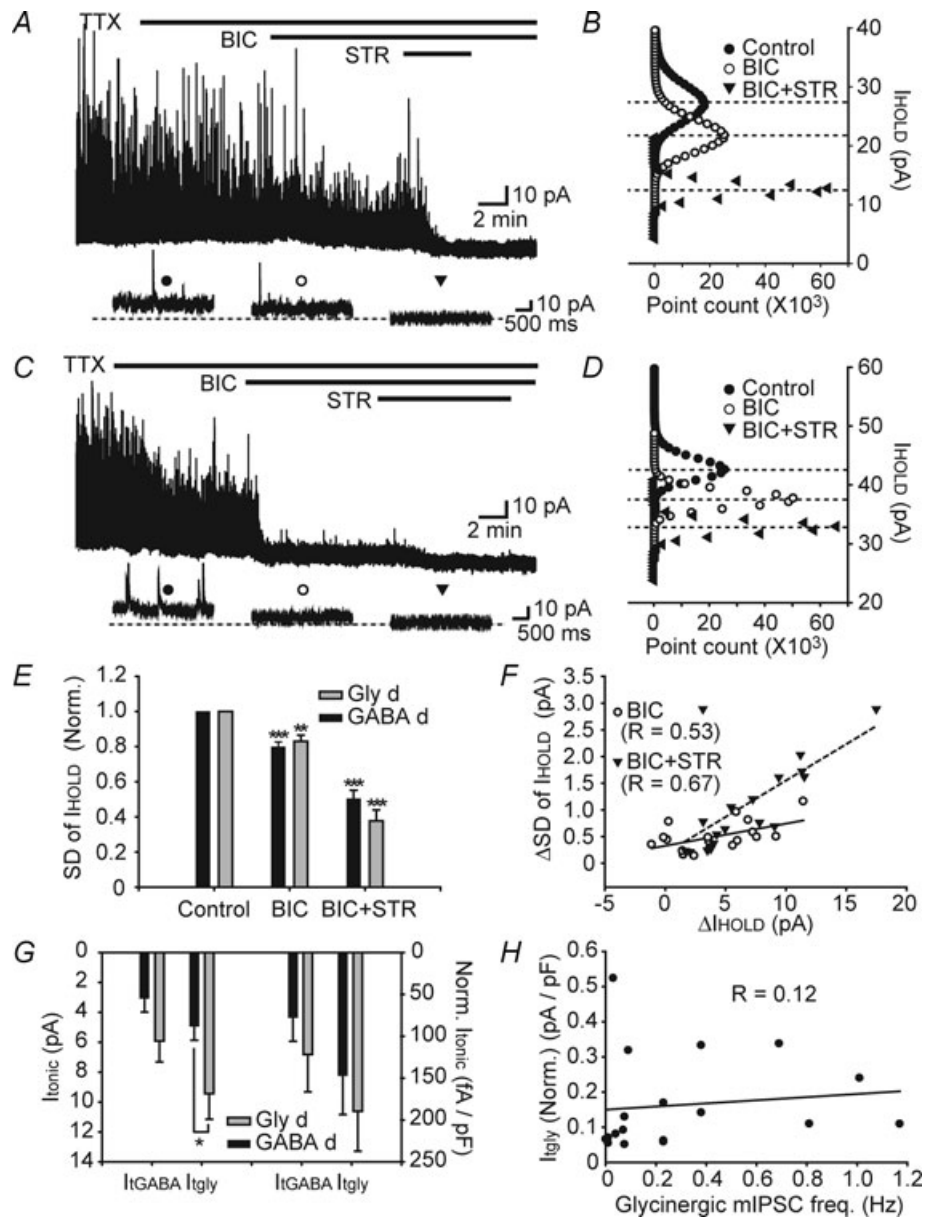 A
TTX
BIC
STR
10 pA
2 min
10 pA
500 ms
B
Control
BIC
BIC+STR
40
30
20
10
0
IHOLD (pA)
0 20 40 60
Point count (X10³)
C
TTX
BIC
STR
10 pA
2 min
10 pA
500 ms
D
Control
BIC
BIC+STR
60
50
40
30
20
IHOLD (pA)
0 20 40 60
Point count (X10³)
E
SD of IHOLD (Norm.)
1.2
1.0
0.8
0.6
0.4
0.2
0
Gly d
GABA d
*** **
*** ***
Control BIC BIC+STR
F
ΔSD of IHOLD (pA)
3.5
3.0
2.5
2.0
1.5
1.0
0.5
0
BIC
(R = 0.53)
BIC+STR
(R = 0.67)
-5 0 5 10 15 20
ΔIHOLD (pA)
G
Itonic (pA)
0
2
4
6
8
10
12
14
0
50
100
150
200
250
Norm. Itonic (fA / pF)
Gly d
GABA d
*
ItGABA Itgly ItGABA Itgly
H
Itgly (Norm.) (pA / pF)
0.6
0.5
0.4
0.3
0.2
0.1
0
R = 0.12
0 0.2 0.4 0.6 0.8 1.0 1.2
Glycinergic mIPSC freq. (Hz)